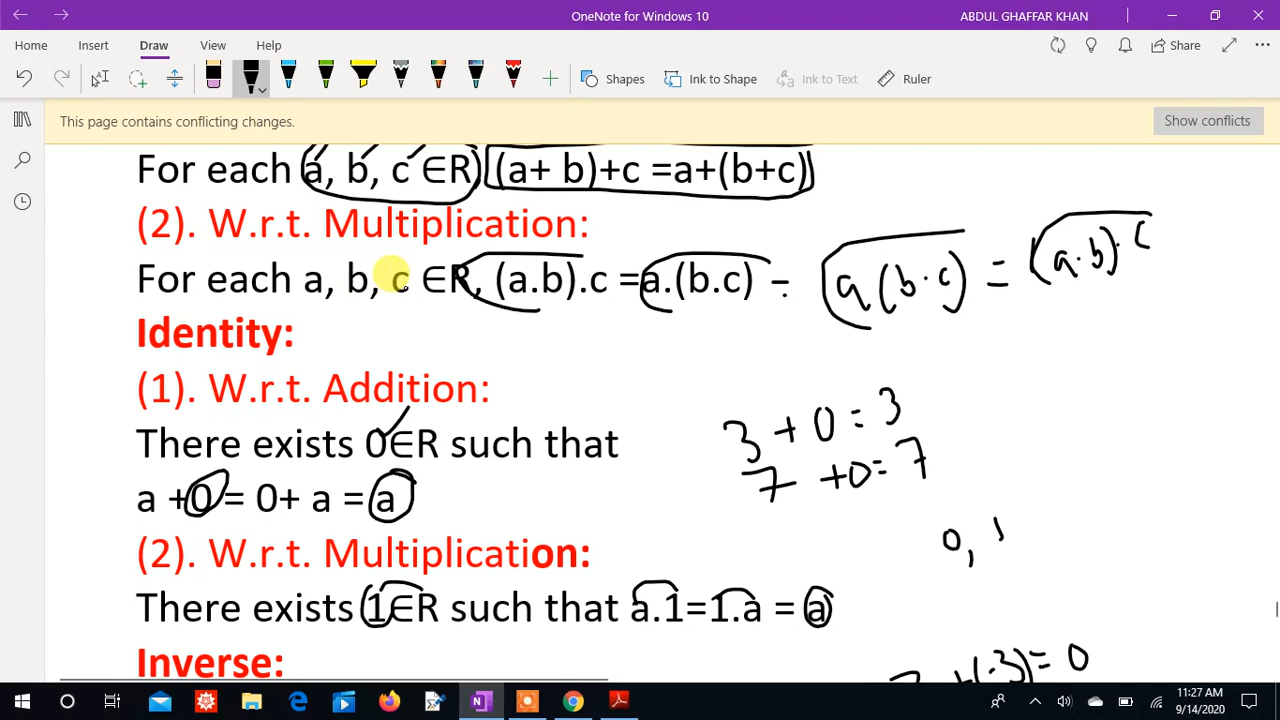 OneNote for Windows 10
ABDUL GHAFFAR KHAN
Home Insert Draw View Help
Share
Shapes
Ink to Shape
Ink to Text
Ruler
This page contains conflicting changes.
Show conflicts
For each a, b, c ∈R (a+ b)+c =a+(b+c)
(2). W.r.t. Multiplication:
For each a, b, c ∈R, (a.b).c =a.(b.c)
a(b·c) = (a·b)·c
Identity:
(1). W.r.t. Addition:
3 + 0 = 3
There exists 0∈R such that
7 +0= 7
a +0 = 0+ a = a
0, 1
(2). W.r.t. Multiplication:
There exists 1∈R such that a.1=1.a = a
Inverse:
+(-3)= 0
11:27 AM
9/14/2020